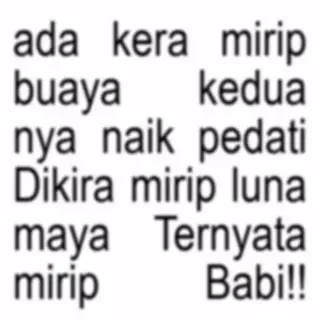 ada kera mirip
buaya kedua
nya naik pedati
Dikira mirip luna
maya Ternyata
mirip Babi!!